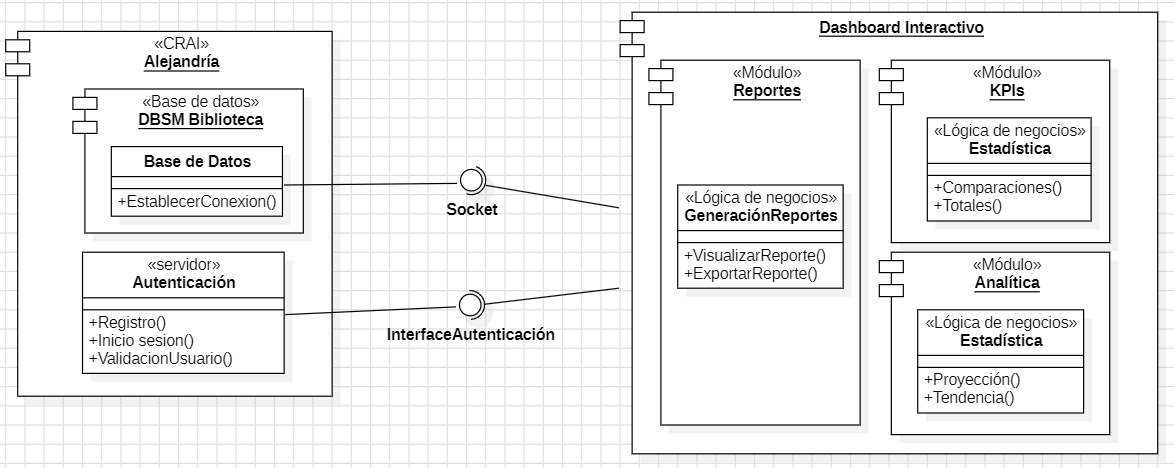 «CRAI»
Alejandría
«Base de datos»
DBSM Biblioteca
Base de Datos
+EstablecerConexion()
«servidor»
Autenticación
+Registro()
+Inicio sesion()
+ValidacionUsuario()
Socket
InterfaceAutenticación
Dashboard Interactivo
«Módulo»
Reportes
«Lógica de negocios»
GeneraciónReportes
+VisualizarReporte()
+ExportarReporte()
«Módulo»
KPIs
«Lógica de negocios»
Estadística
+Comparaciones()
+Totales()
«Módulo»
Analítica
«Lógica de negocios»
Estadística
+Proyección()
+Tendencia()